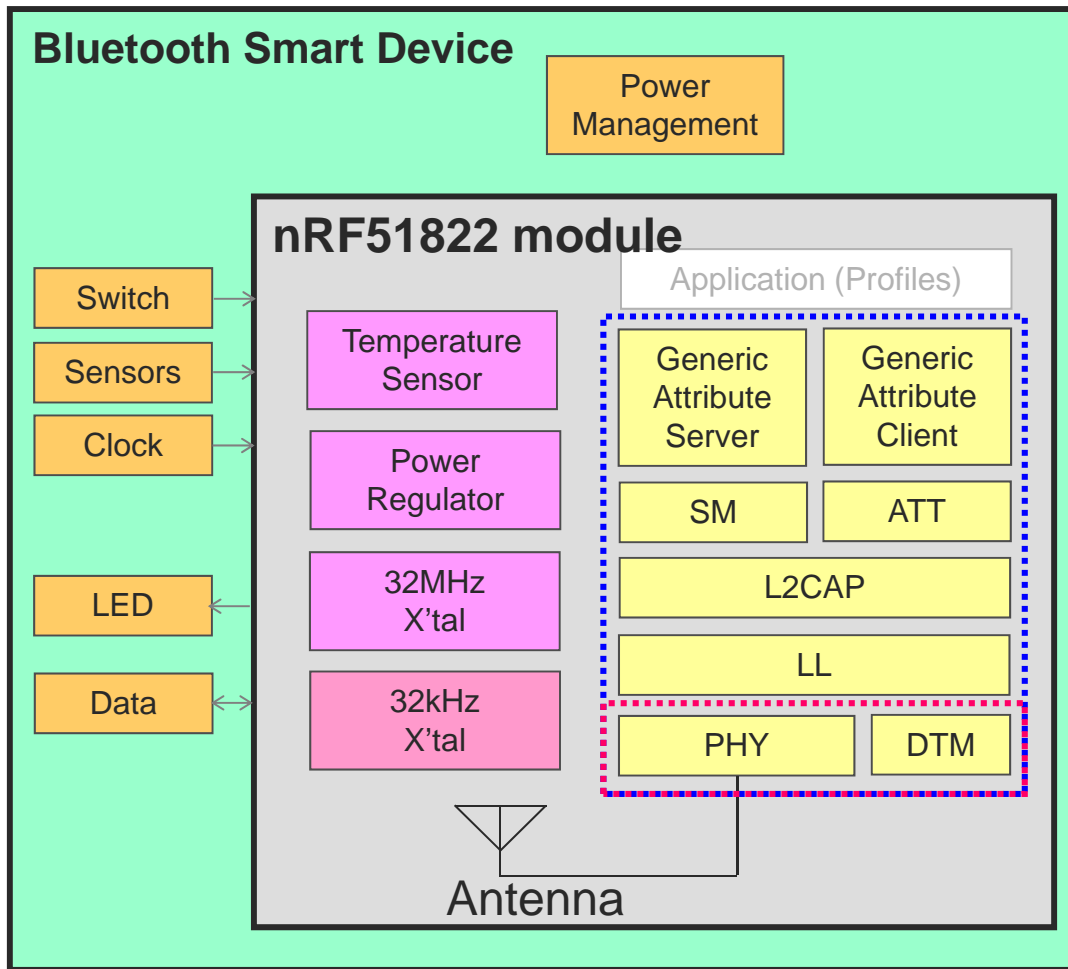 Bluetooth Smart Device
Power
Management
nRF51822 module
Application (Profiles)
Switch
Sensors
Clock
LED
Data
Temperature
Sensor
Power
Regulator
32MHz
X'tal
32kHz
X'tal
Generic
Attribute
Server
Generic
Attribute
Client
SM
ATT
L2CAP
LL
PHY
DTM
Antenna